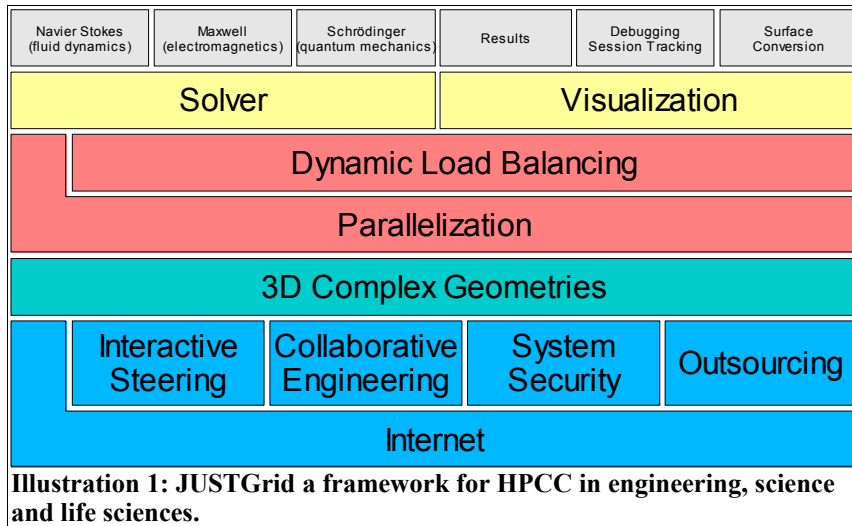 Navier Stokes
(fluid dynamics)
Maxwell
(electromagnetics)
Schrödinger
(quantum mechanics)
Results
Debugging
Session Tracking
Surface
Conversion
Solver
Visualization
Dynamic Load Balancing
Parallelization
3D Complex Geometries
Interactive
Steering
Collaborative
Engineering
System
Security
Outsourcing
Internet
Illustration 1: JUSTGrid a framework for HPCC in engineering, science
and life sciences.